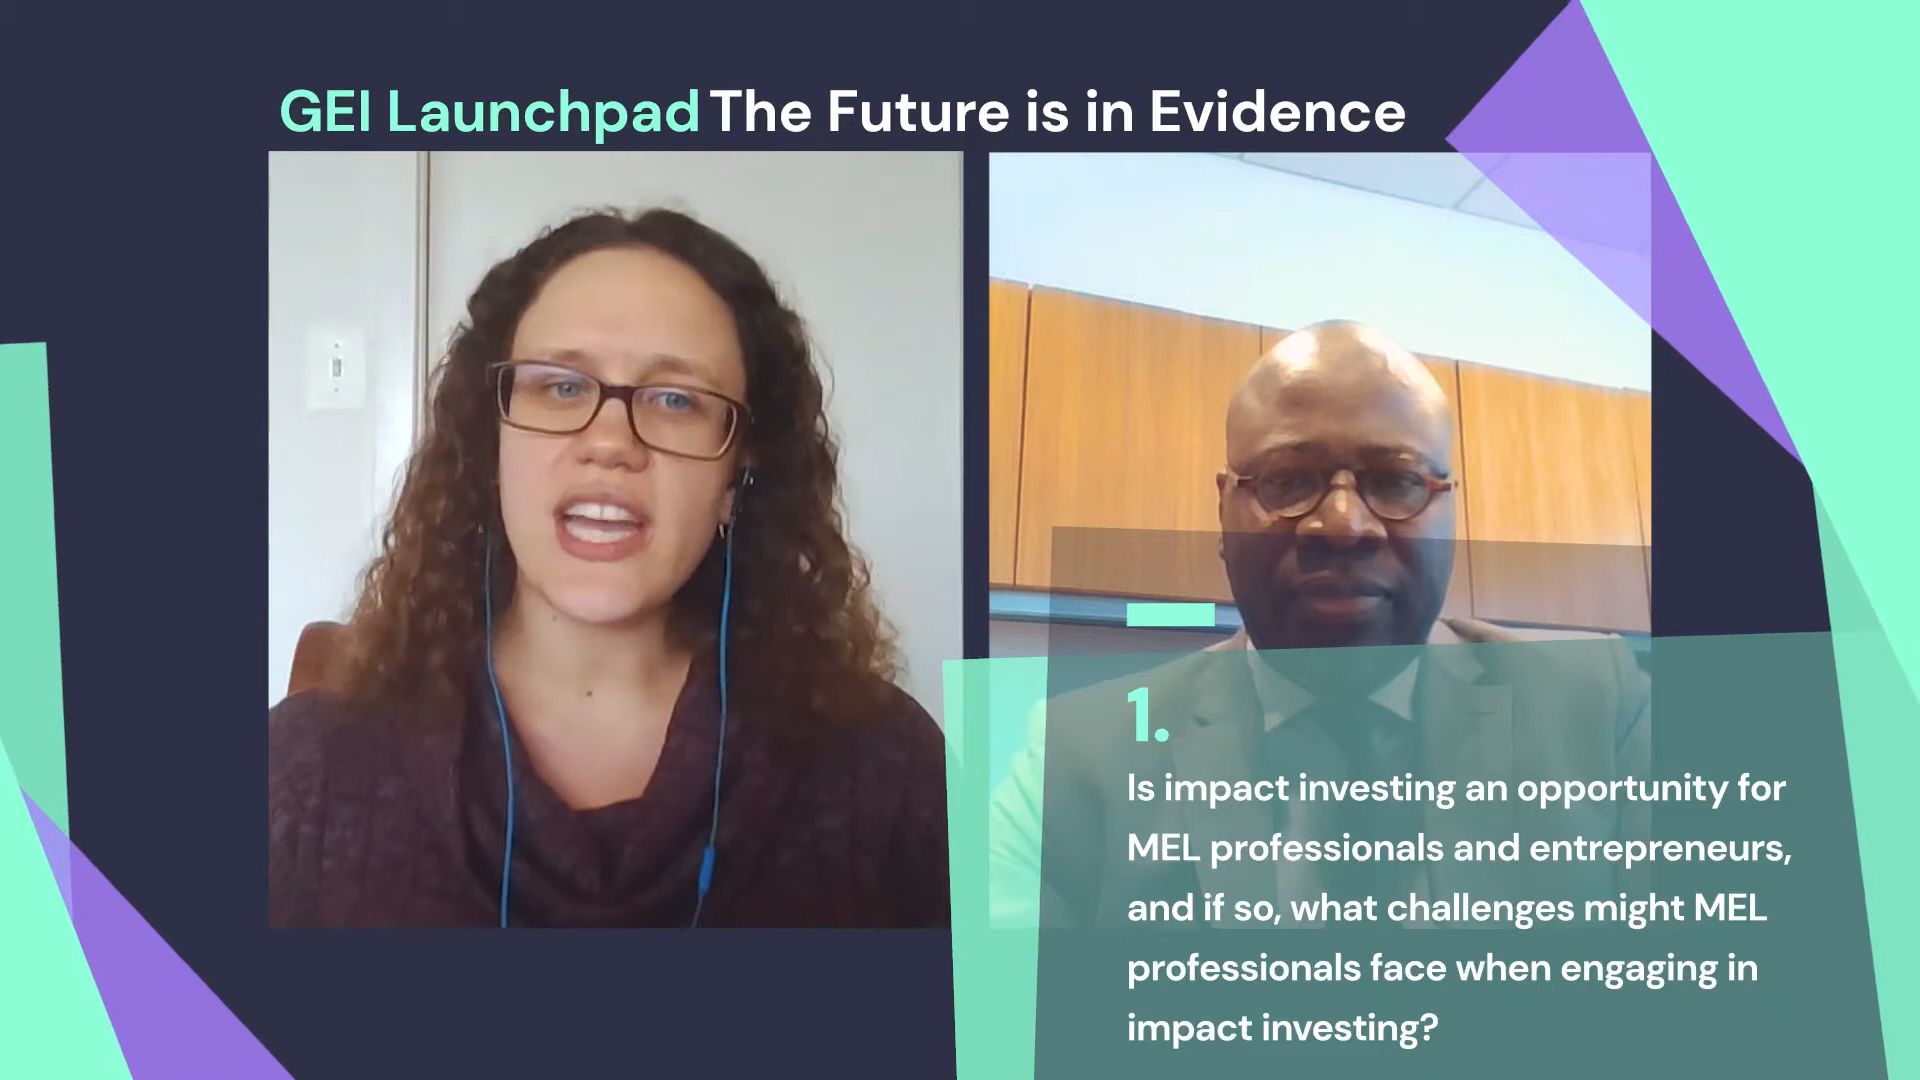 GEI Launchpad The Future is in Evidence
1.
Is impact investing an opportunity for
MEL professionals and entrepreneurs,
and if so, what challenges might MEL
professionals face when engaging in
impact investing?